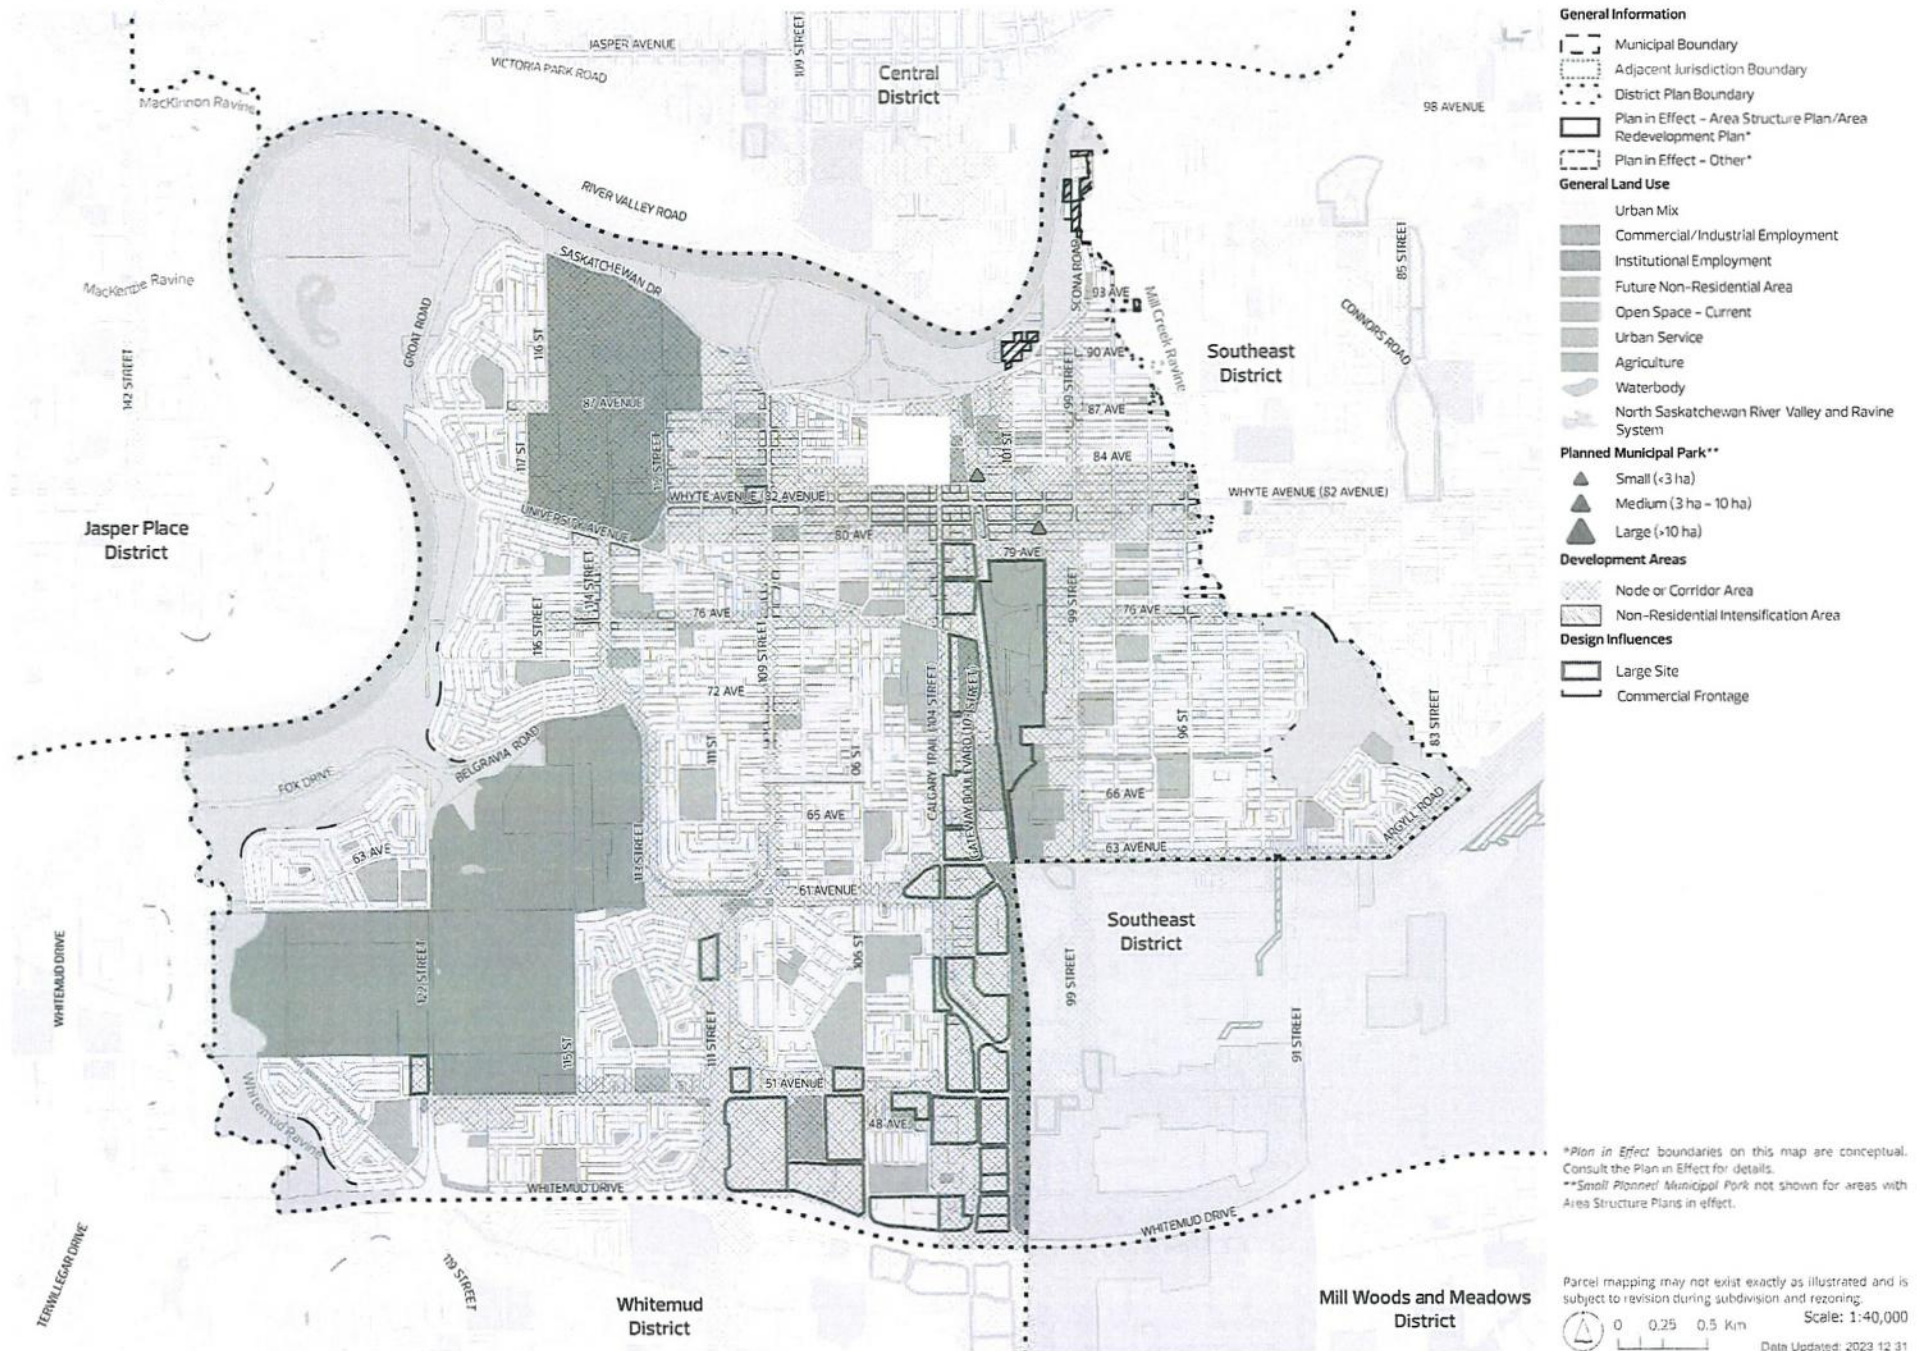 General Information
Municipal Boundary
Adjacent Jurisdiction Boundary
District Plan Boundary
Plan in Effect – Area Structure Plan/Area
Redevelopment Plan*
Plan in Effect – Other*
General Land Use
Urban Mix
Commercial/Industrial Employment
Institutional Employment
Future Non-Residential Area
Open Space – Current
Urban Service
Agriculture
Waterbody
North Saskatchewan River Valley and Ravine
System
Planned Municipal Park**
Small (<3 ha)
Medium (3 ha – 10 ha)
Large (>10 ha)
Development Areas
Node or Corridor Area
Non-Residential Intensification Area
Design Influences
Large Site
Commercial Frontage
*Plan in Effect boundaries on this map are conceptual.
Consult the Plan in Effect for details.
**Small Planned Municipal Park not shown for areas with
Area Structure Plans in effect.
Parcel mapping may not exist exactly as illustrated and is
subject to revision during subdivision and rezoning.
Scale: 1:40,000
0 0.25 0.5 Km
Data Updated: 2023 12 31
JASPER AVENUE
VICTORIA PARK ROAD
109 STREET
Central
District
98 AVENUE
MacKinnon Ravine
RIVER VALLEY ROAD
MacKenzie Ravine
142 STREET
GROAT ROAD
SASKATCHEWAN DR
SCONA ROAD
93 AVE
Mill Creek Ravine
85 STREET
CONNORS ROAD
Southeast
District
116 ST
90 AVE
99 STREET
87 AVENUE
87 AVE
117 ST
101 ST
84 AVE
WHYTE AVENUE (82 AVENUE)
WHYTE AVENUE (82 AVENUE)
UNIVERSITY AVENUE
80 AVE
79 AVE
Jasper Place
District
114 STREET
116 STREET
76 AVE
99 STREET
76 AVE
109 STREET
72 AVE
CALGARY TRAIL (104 STREET)
96 ST
83 STREET
BELGRAVIA ROAD
111 ST
FOX DRIVE
65 AVE
66 AVE
ARGYLL ROAD
63 AVE
113 STREET
63 AVENUE
61 AVENUE
WHITEMUD DRIVE
122 STREET
106 ST
Southeast
District
99 STREET
91 STREET
115 ST
111 STREET
51 AVENUE
Whitemud Ravine
48 AVE
WHITEMUD DRIVE
WHITEMUD DRIVE
TERWILLEGAR DRIVE
119 STREET
Whitemud
District
Mill Woods and Meadows
District